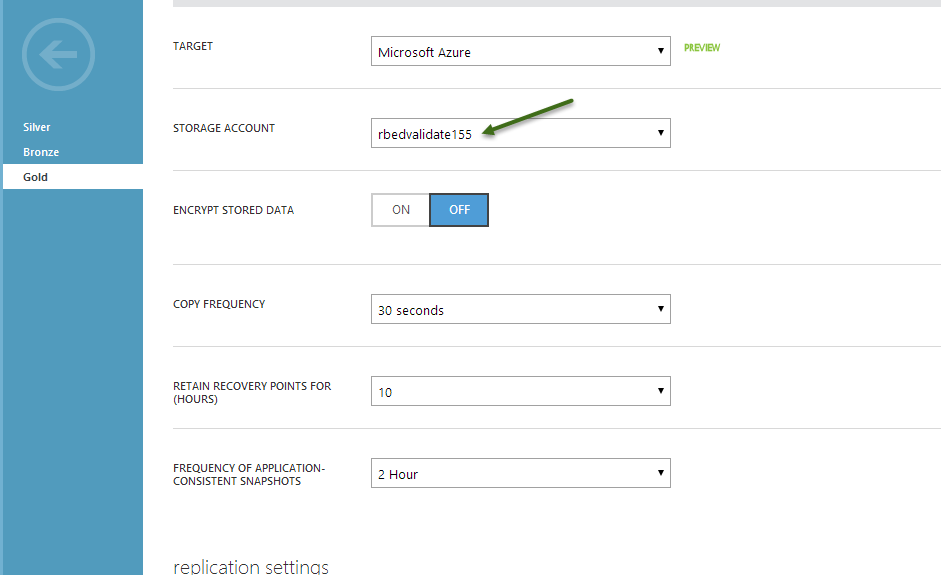 Silver
Bronze
Gold
TARGET
Microsoft Azure
PREVIEW
STORAGE ACCOUNT
rbedvalidate155
ENCRYPT STORED DATA
ON
OFF
COPY FREQUENCY
30 seconds
RETAIN RECOVERY POINTS FOR
(HOURS)
10
FREQUENCY OF APPLICATION-
CONSISTENT SNAPSHOTS
2 Hour
replication settings